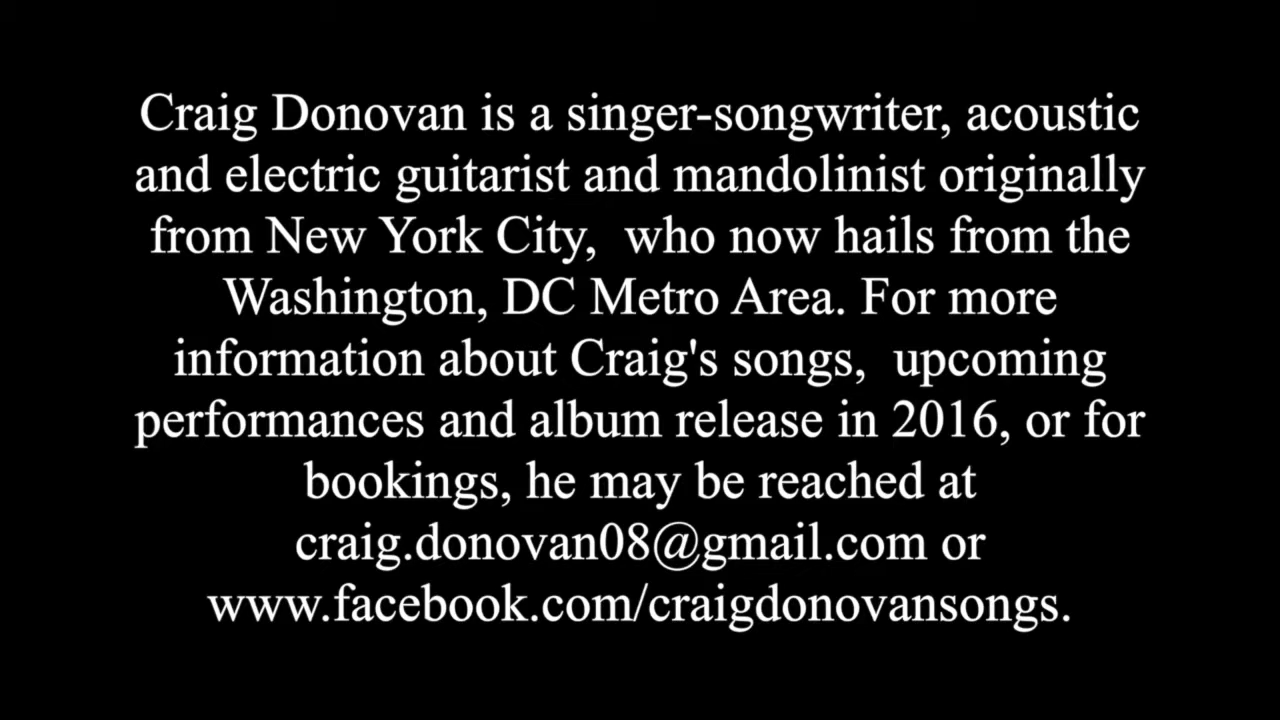 Craig Donovan is a singer-songwriter, acoustic
and electric guitarist and mandolinist originally
from New York City,  who now hails from the
Washington, DC Metro Area. For more
information about Craig's songs,  upcoming
performances and album release in 2016, or for
bookings, he may be reached at
craig.donovan08@gmail.com or
www.facebook.com/craigdonovansongs.